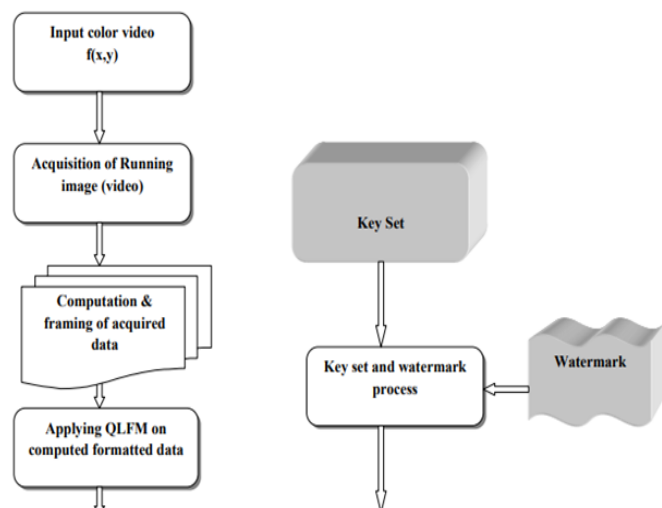 Input color video
f(x,y)
Acquisition of Running
image (video)
Computation &
framing of acquired
data
Applying QLFM on
computed formatted data
Key Set
Key set and watermark
process
Watermark